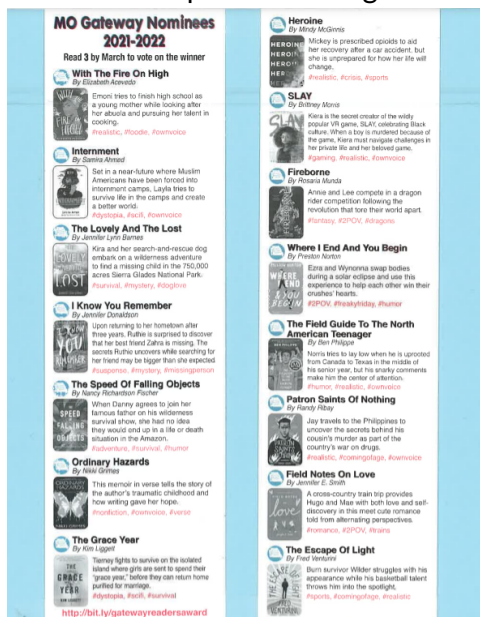 MO Gateway Nominees
2021-2022
Read 3 by March to vote on the winner
With The Fire On High
By Elizabeth Acevedo
Emoni tries to finish high school as
a young mother while looking after
her abuela and pursuing her talent in
cooking.
#realistic, #foodie, #ownvoice
Internment
By Samira Ahmed
Set in a near-future where Muslim
Americans have been forced into
internment camps, Layla tries to
survive life in the camps and create
a better world.
#dystopia, #scifi, #ownvoice
The Lovely And The Lost
By Jennifer Lynn Barnes
Kira and her search-and-rescue dog
embark on a wilderness adventure
to find a missing child in the 750,000
acres Sierra Glades National Park.
#survival, #mystery, #doglove
I Know You Remember
By Jennifer Donaldson
Upon returning to her hometown after
three years, Ruthie is surprised to discover
that her best friend Zahra is missing. The
secrets Ruthie uncovers while searching for
her friend may be bigger than she expected.
#suspense, #mystery, #missingperson
The Speed Of Falling Objects
By Nancy Richardson Fischer
When Danny agrees to join her
famous father on his wilderness
survival show, she had no idea
they would end up in a life or death
situation in the Amazon.
#adventure, #survival, #humor
Ordinary Hazards
By Nikki Grimes
This memoir in verse tells the story of
the author's traumatic childhood and
how writing gave her hope.
#nonfiction, #ownvoice, #verse
The Grace Year
By Kim Liggett
Tierney fights to survive on the isolated
island where girls are sent to spend their
"grace year," before they can return home
purified for marriage.
#dystopia, #scifi, #survival
http://bit.ly/gatewayreadersaward
Heroine
By Mindy McGinnis
Mickey is prescribed opioids to aid
her recovery after a car accident, but
she is unprepared for how her life will
change.
#realistic, #crisis, #sports
SLAY
By Brittney Morris
Kiera is the secret creator of the wildly
popular VR game, SLAY, celebrating Black
culture. When a boy is murdered because of
the game, Kiera must navigate challenges in
her private life and her beloved game.
#gaming, #realistic, #ownvoice
Fireborne
By Rosaria Munda
Annie and Lee compete in a dragon
rider competition following the
revolution that tore their world apart.
#fantasy, #2POV, #dragons
Where I End And You Begin
By Preston Norton
Ezra and Wynonna swap bodies
during a solar eclipse and use this
experience to help each other win their
crushes' hearts.
#2POV, #freakyfriday, #humor
The Field Guide To The North
American Teenager
By Ben Philippe
Norris tries to lay low when he is uprooted
from Canada to Texas in the middle of
his senior year, but his snarky comments
make him the center of attention.
#humor, #realistic, #ownvoice
Patron Saints Of Nothing
By Randy Ribay
Jay travels to the Philippines to
uncover the secrets behind his
cousin's murder as part of the
country's war on drugs.
#realistic, #comingofage, #ownvoice
Field Notes On Love
By Jennifer E. Smith
A cross-country train trip provides
Hugo and Mae with both love and self-
discovery in this meet cute romance
told from alternating perspectives.
#romance, #2POV, #trains
The Escape Of Light
By Fred Venturini
Burn survivor Wilder struggles with his
appearance while his basketball talent
throws him into the spotlight.
#sports, #comingofage, #realistic